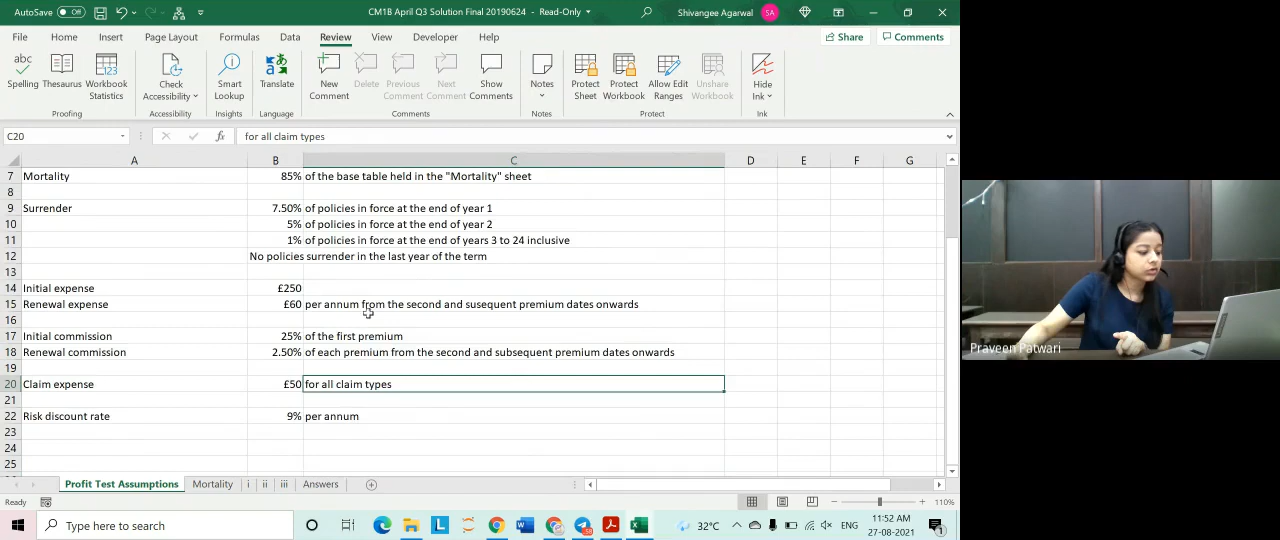 AutoSave Off CM1B April Q3 Solution Final 20190624 - Read-Only Shivangee Agarwal SA
File Home Insert Page Layout Formulas Data Review View Developer Help Share Comments
abc
Spelling Thesaurus Workbook Statistics Check Accessibility Smart Lookup Translate New Comment Delete Previous Comment Next Comment Show Comments Notes Protect Sheet Protect Workbook Allow Edit Ranges Unshare Workbook Hide Ink
Proofing Accessibility Insights Language Comments Notes Protect Ink
C20 fx for all claim types
A B C D E F G
7 Mortality 85% of the base table held in the "Mortality" sheet
8
9 Surrender 7.50% of policies in force at the end of year 1
10 5% of policies in force at the end of year 2
11 1% of policies in force at the end of years 3 to 24 inclusive
12 No policies surrender in the last year of the term
13
14 Initial expense £250
15 Renewal expense £60 per annum from the second and susequent premium dates onwards
16
17 Initial commission 25% of the first premium
18 Renewal commission 2.50% of each premium from the second and subsequent premium dates onwards
19
20 Claim expense £50 for all claim types
21
22 Risk discount rate 9% per annum
23
24
25
Profit Test Assumptions Mortality i ii iii Answers
Ready 110%
Type here to search 32°C ENG 11:52 AM
27-08-2021
Praveen Patwari